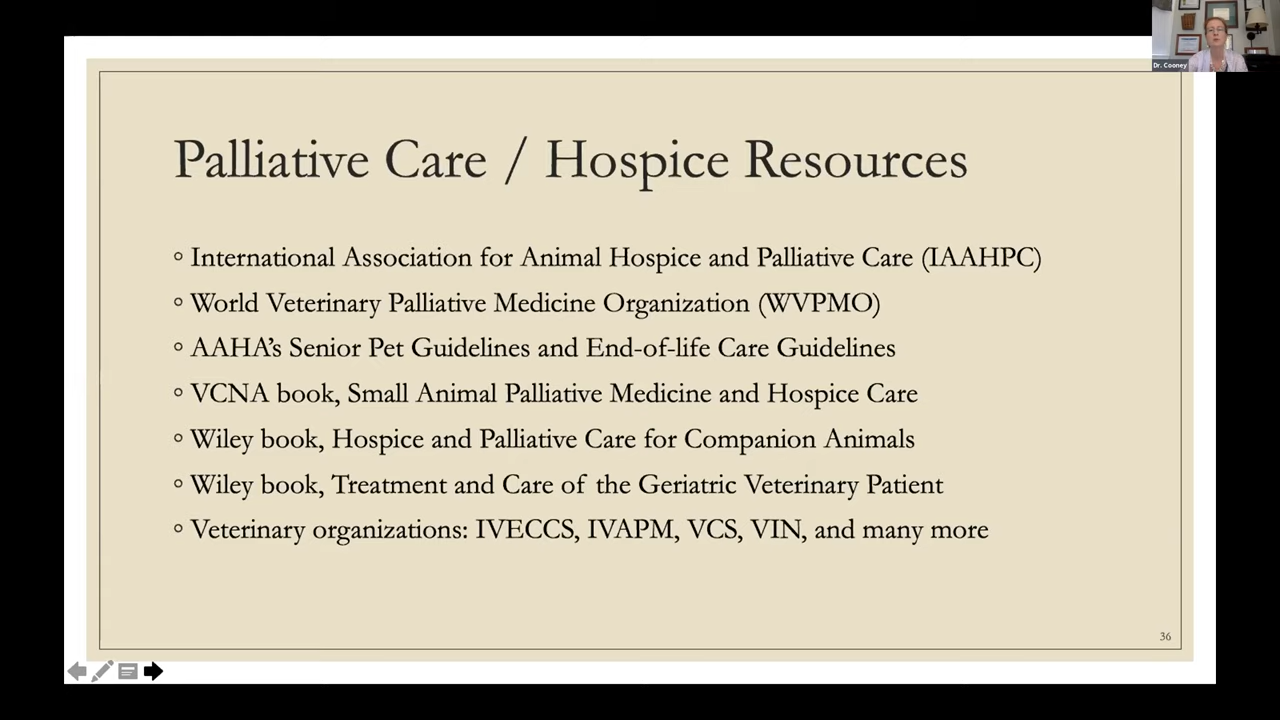 Dr. Cooney
Palliative Care / Hospice Resources
◦ International Association for Animal Hospice and Palliative Care (IAAHPC)
◦ World Veterinary Palliative Medicine Organization (WVPMO)
◦ AAHA’s Senior Pet Guidelines and End-of-life Care Guidelines
◦ VCNA book, Small Animal Palliative Medicine and Hospice Care
◦ Wiley book, Hospice and Palliative Care for Companion Animals
◦ Wiley book, Treatment and Care of the Geriatric Veterinary Patient
◦ Veterinary organizations: IVECCS, IVAPM, VCS, VIN, and many more
36